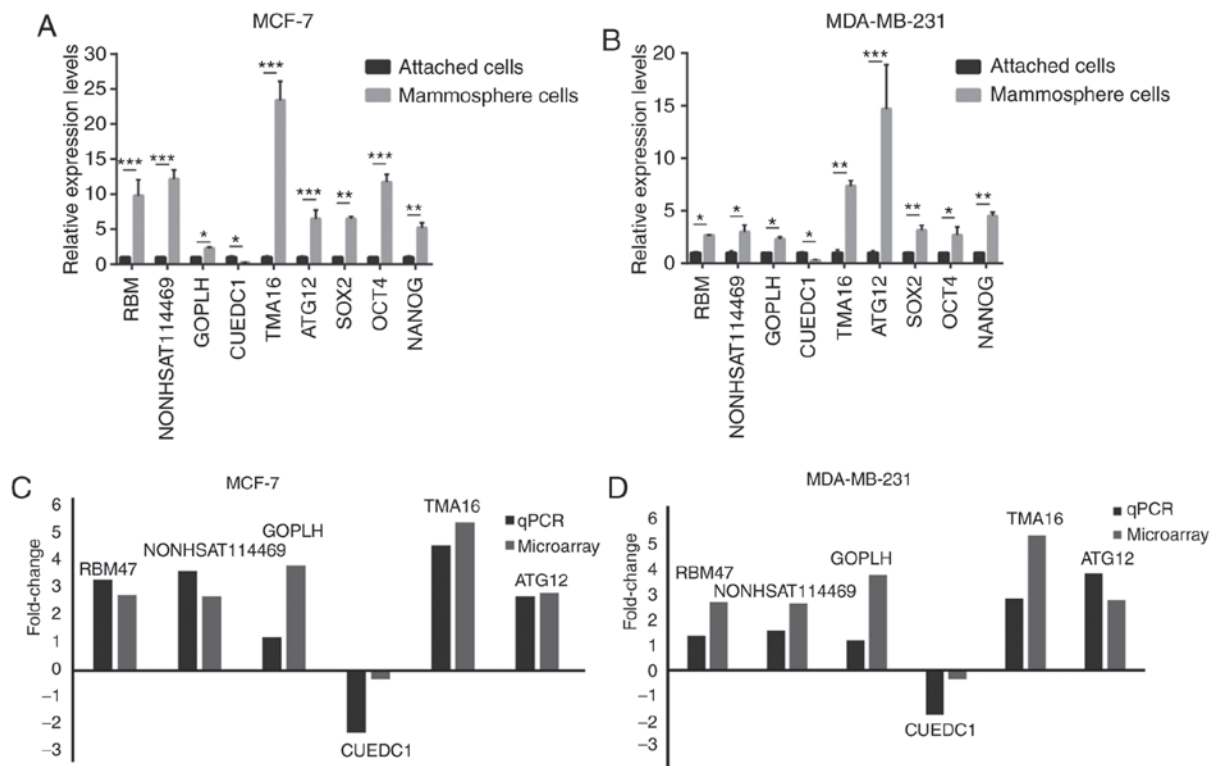 A
MCF-7
Relative expression levels
30
25
20
15
10
5
0
Attached cells
Mammosphere cells
***
***
*
*
***
***
**
***
**
RBM
NONHSAT114469
GOPLH
CUEDC1
TMA16
ATG12
SOX2
OCT4
NANOG
B
MDA-MB-231
Relative expression levels
20
15
10
5
0
Attached cells
Mammosphere cells
*
*
*
*
**
***
**
*
**
RBM
NONHSAT114469
GOPLH
CUEDC1
TMA16
ATG12
SOX2
OCT4
NANOG
C
MCF-7
Fold-change
6
5
4
3
2
1
0
−1
−2
−3
qPCR
Microarray
RBM47
NONHSAT114469
GOPLH
CUEDC1
TMA16
ATG12
D
MDA-MB-231
Fold-change
6
5
4
3
2
1
0
−1
−2
−3
qPCR
Microarray
RBM47
NONHSAT114469
GOPLH
CUEDC1
TMA16
ATG12